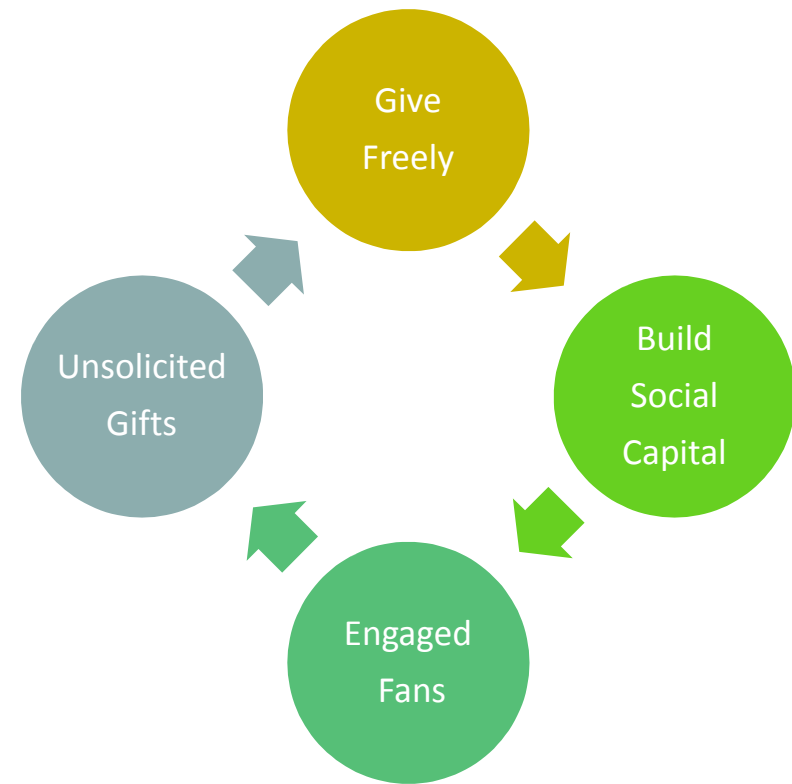 Give
Freely
Build
Social
Capital
Engaged
Fans
Unsolicited
Gifts